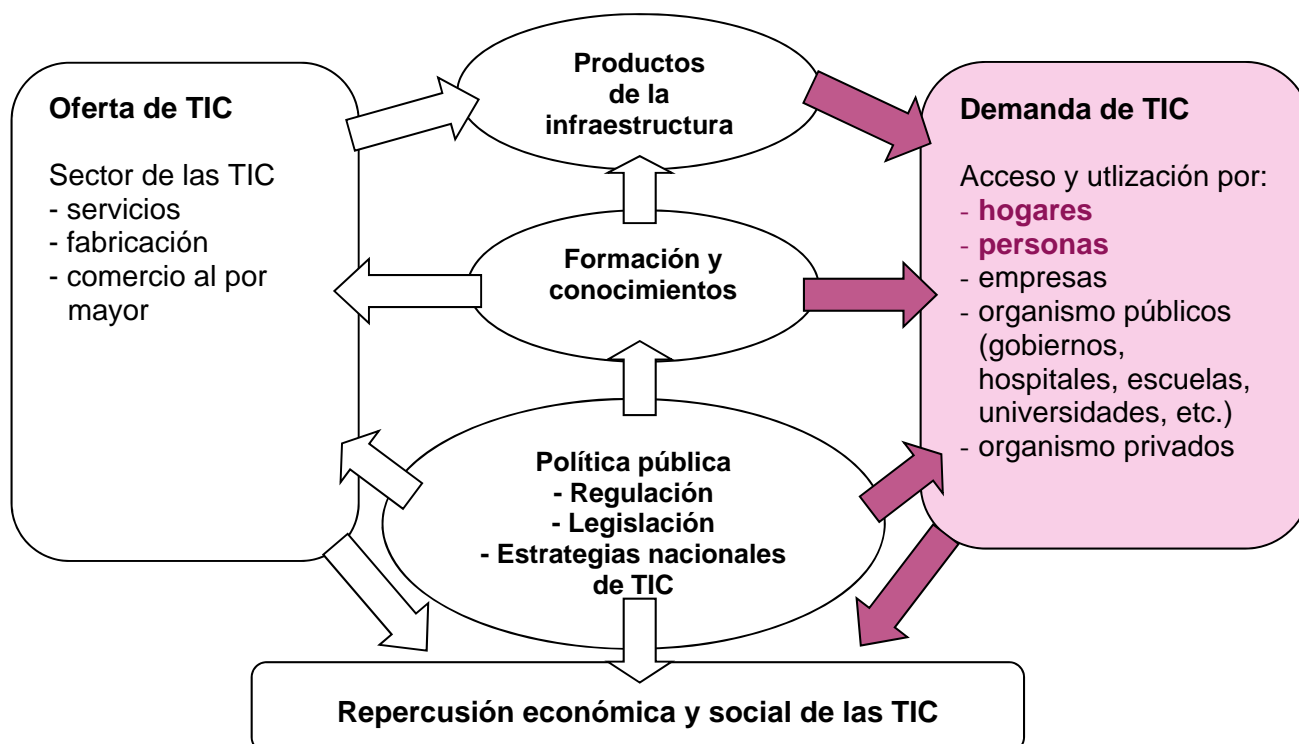 Oferta de TIC
Sector de las TIC
- servicios
- fabricación
- comercio al por
mayor
Productos
de la
infraestructura
Formación y
conocimientos
Política pública
- Regulación
- Legislación
- Estrategias nacionales
de TIC
Demanda de TIC
Acceso y utlización por:
- hogares
- personas
- empresas
- organismo públicos
(gobiernos,
hospitales, escuelas,
universidades, etc.)
- organismo privados
Repercusión económica y social de las TIC